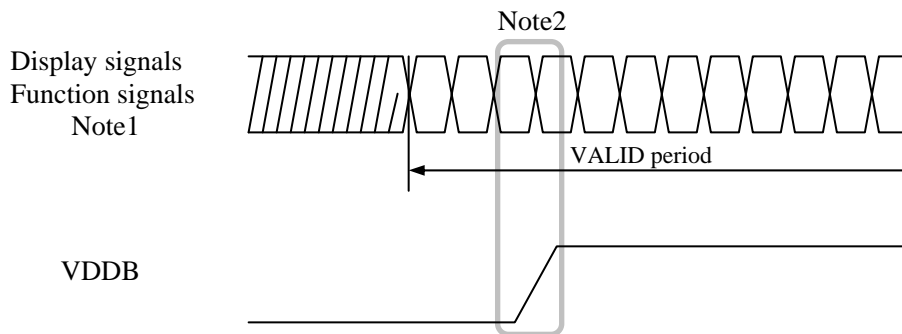 Note2
Display signals
Function signals
Note1
VALID period
VDDB